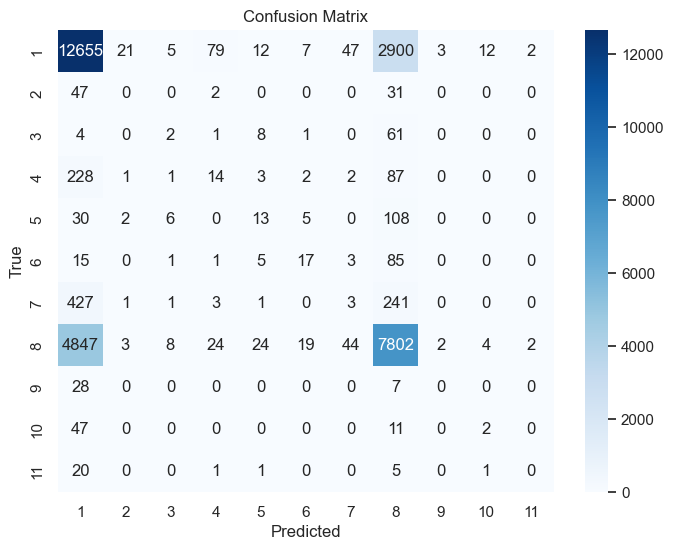 Confusion Matrix
1 12655 21 5 79 12 7 47 2900 3 12 2
2 47 0 0 2 0 0 0 31 0 0 0
3 4 0 2 1 8 1 0 61 0 0 0
4 228 1 1 14 3 2 2 87 0 0 0
5 30 2 6 0 13 5 0 108 0 0 0
6 15 0 1 1 5 17 3 85 0 0 0
7 427 1 1 3 1 0 3 241 0 0 0
8 4847 3 8 24 24 19 44 7802 2 4 2
9 28 0 0 0 0 0 0 7 0 0 0
10 47 0 0 0 0 0 0 11 0 2 0
11 20 0 0 1 1 0 0 5 0 1 0
1 2 3 4 5 6 7 8 9 10 11
Predicted
True
12000
10000
8000
6000
4000
2000
0